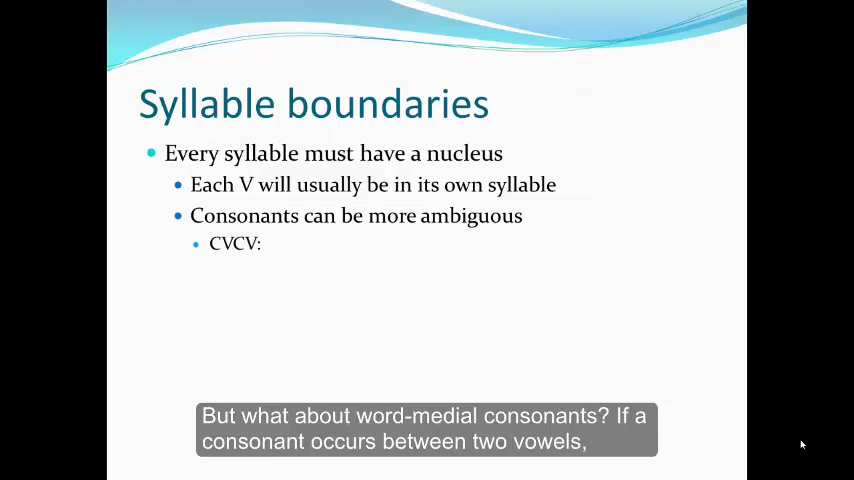 Syllable boundaries
Every syllable must have a nucleus
Each V will usually be in its own syllable
Consonants can be more ambiguous
CVCV:
But what about word-medial consonants? If a
consonant occurs between two vowels,